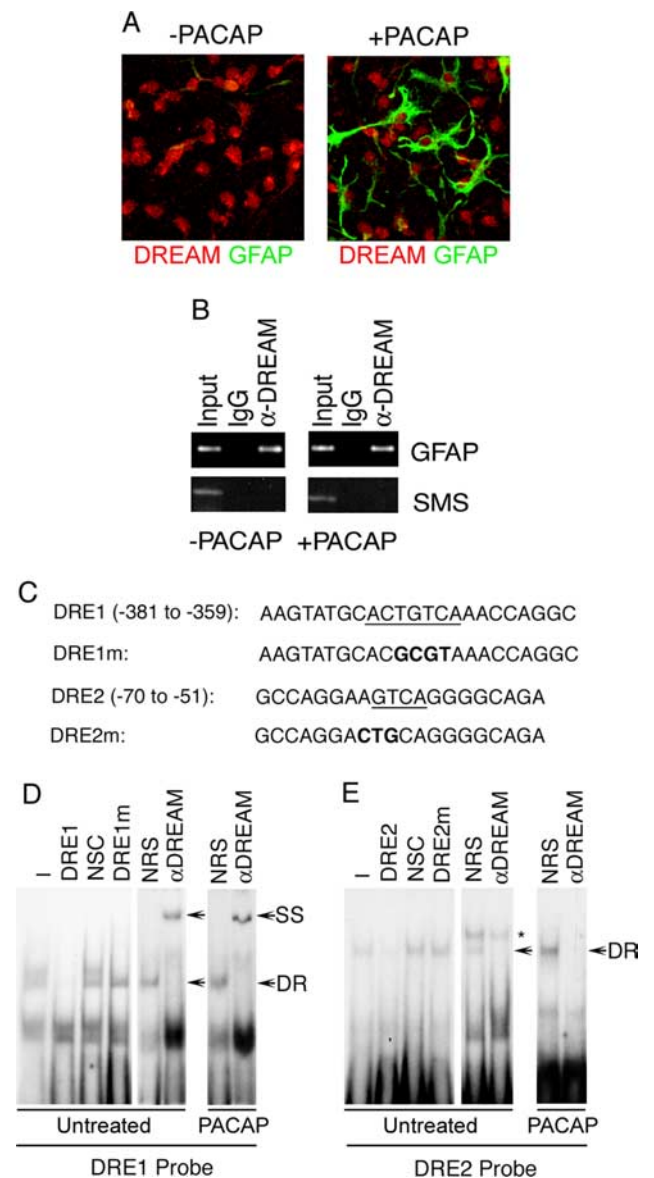 A
-PACAP +PACAP
DREAM GFAP DREAM GFAP
B
Input IgG α-DREAM Input IgG α-DREAM
GFAP
SMS
-PACAP +PACAP
C
DRE1 (-381 to -359): AAGTATGCACTGTCAAACCAGGC
DRE1m: AAGTATGCACGCGTAAACCAGGC
DRE2 (-70 to -51): GCCAGGAAGTCAGGGGCAGA
DRE2m: GCCAGGACTGCAGGGGCAGA
D E
I DRE1 NSC DRE1m NRS αDREAM NRS αDREAM I DRE2 NSC DRE2m NRS αDREAM NRS αDREAM
SS
*
DR
DR
Untreated PACAP Untreated PACAP
DRE1 Probe DRE2 Probe